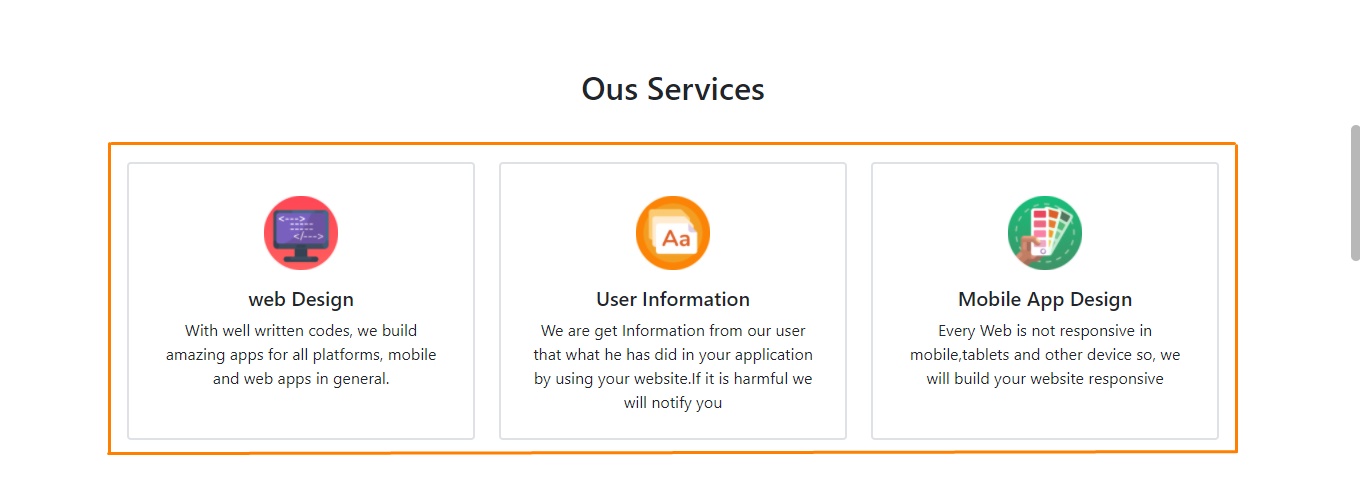 Ous Services
<--->
</--->
Aa
web Design
With well written codes, we build
amazing apps for all platforms, mobile
and web apps in general.
User Information
We are get Information from our user
that what he has did in your application
by using your website.If it is harmful we
will notify you
Mobile App Design
Every Web is not responsive in
mobile,tablets and other device so, we
will build your website responsive